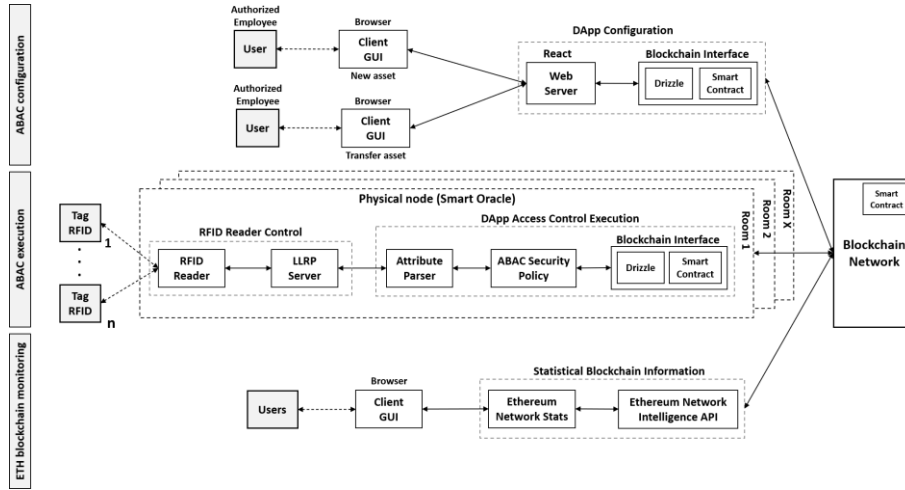 ABAC configuration
Authorized
Employee
User
Browser
Client
GUI
New asset
Authorized
Employee
User
Browser
Client
GUI
Transfer asset
DApp Configuration
React
Web
Server
Blockchain Interface
Drizzle
Smart
Contract
ABAC execution
Tag
RFID
1
.
.
.
Tag
RFID
n
Physical node (Smart Oracle)
RFID Reader Control
RFID
Reader
LLRP
Server
DApp Access Control Execution
Attribute
Parser
ABAC Security
Policy
Blockchain Interface
Drizzle
Smart
Contract
Room 1
Room 2
Room X
Smart
Contract
Blockchain
Network
ETH blockchain monitoring
Users
Browser
Client
GUI
Statistical Blockchain Information
Ethereum
Network Stats
Ethereum Network
Intelligence API